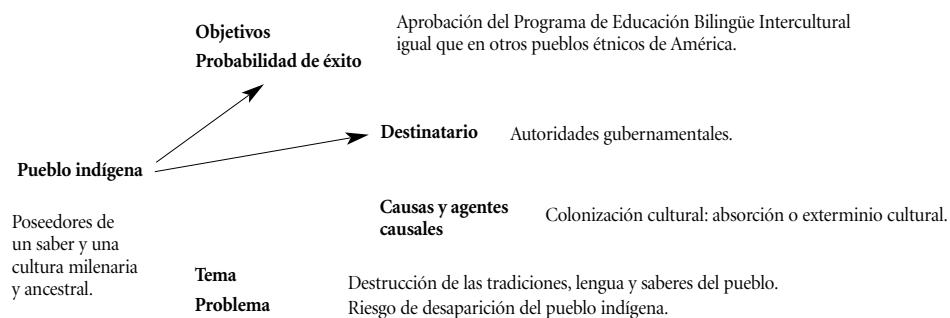 Objetivos
Probabilidad de éxito
Aprobación del Programa de Educación Bilingüe Intercultural
igual que en otros pueblos étnicos de América.
Destinatario Autoridades gubernamentales.
Pueblo indígena
Poseedores de
un saber y una
cultura milenaria
y ancestral.
Causas y agentes
causales
Colonización cultural: absorción o exterminio cultural.
Tema
Destrucción de las tradiciones, lengua y saberes del pueblo.
Problema
Riesgo de desaparición del pueblo indígena.